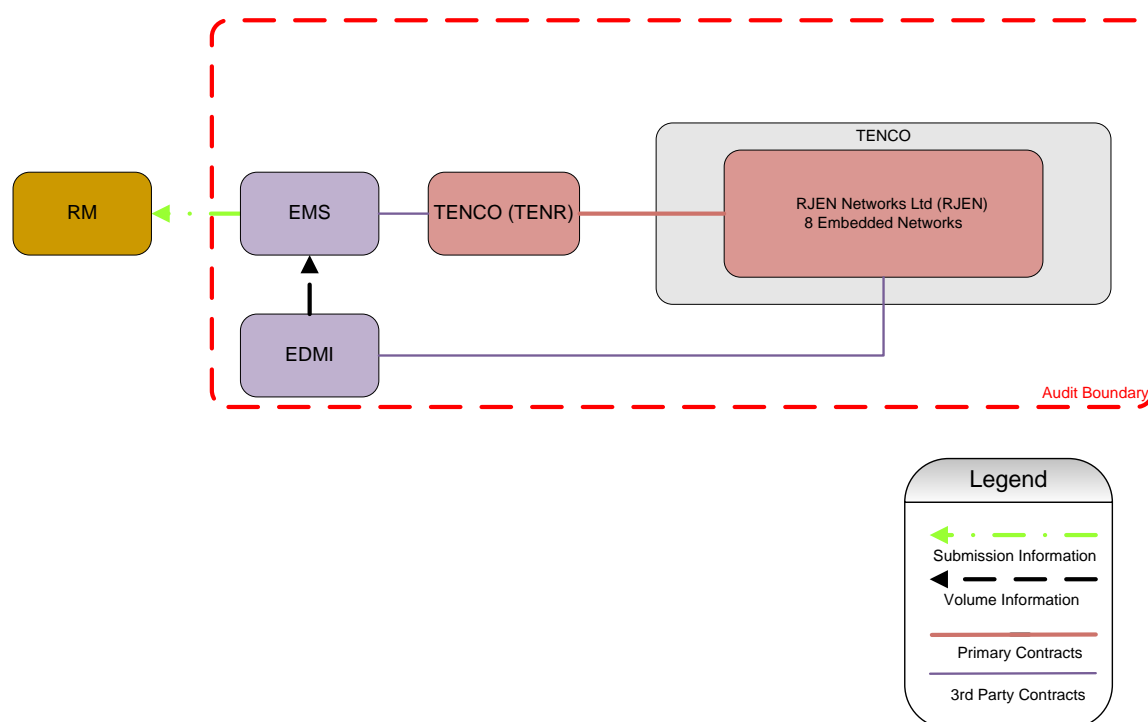 TENCO
RM
EMS
TENCO (TENR)
RJEN Networks Ltd (RJEN)
8 Embedded Networks
EDMI
Audit Boundary
Legend
Submission Information
Volume Information
Primary Contracts
3rd Party Contracts